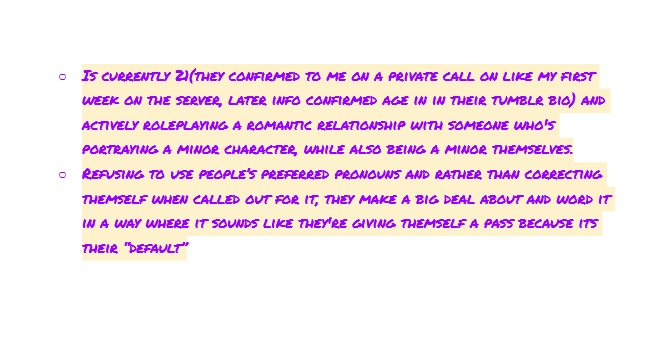 ○ Is currently 21(they confirmed to me on a private call on like my first
week on the server, later info confirmed age in in their tumblr bio) and
actively roleplaying a romantic relationship with someone who's
portraying a minor character, while also being a minor themselves.
○ Refusing to use people's preferred pronouns and rather than correcting
themself when called out for it, they make a big deal about and word it
in a way where it sounds like they're giving themself a pass because its
their "default"